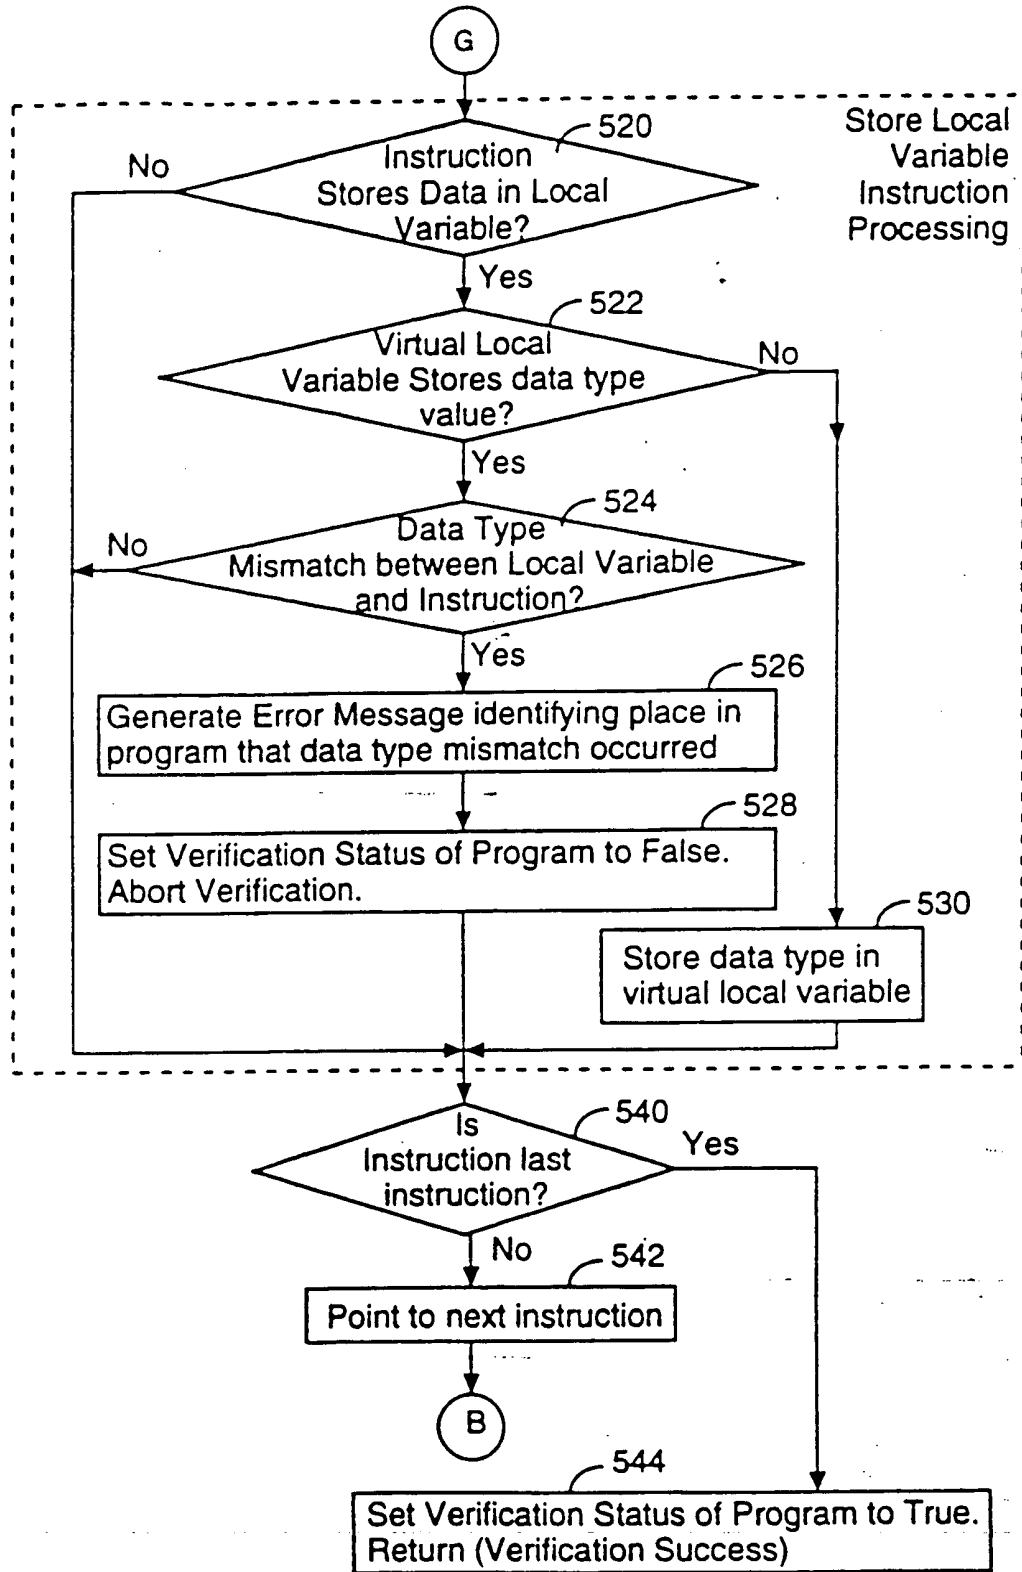 G
520
Store Local
Variable
Instruction
Processing
No
Instruction
Stores Data in Local
Variable?
Yes
522
Virtual Local
Variable Stores data type
value?
No
Yes
524
No
Data Type
Mismatch between Local Variable
and Instruction?
Yes
526
Generate Error Message identifying place in
program that data type mismatch occurred
528
Set Verification Status of Program to False.
Abort Verification.
530
Store data type in
virtual local variable
540
Is
Instruction last
instruction?
Yes
No
542
Point to next instruction
B
544
Set Verification Status of Program to True.
Return (Verification Success)